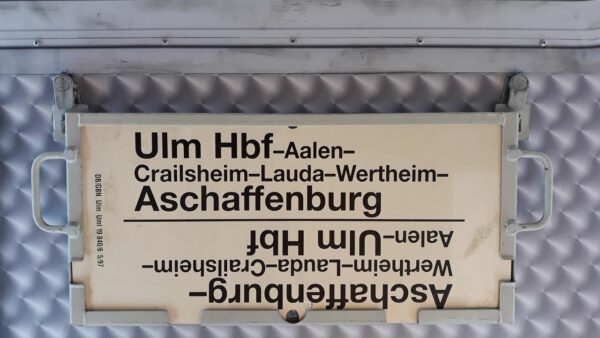 Ulm Hbf–Aalen–
Crailsheim–Lauda–Wertheim–
Aschaffenburg
Aschaffenburg–
Wertheim–Lauda–Crailsheim–
Aalen–Ulm Hbf